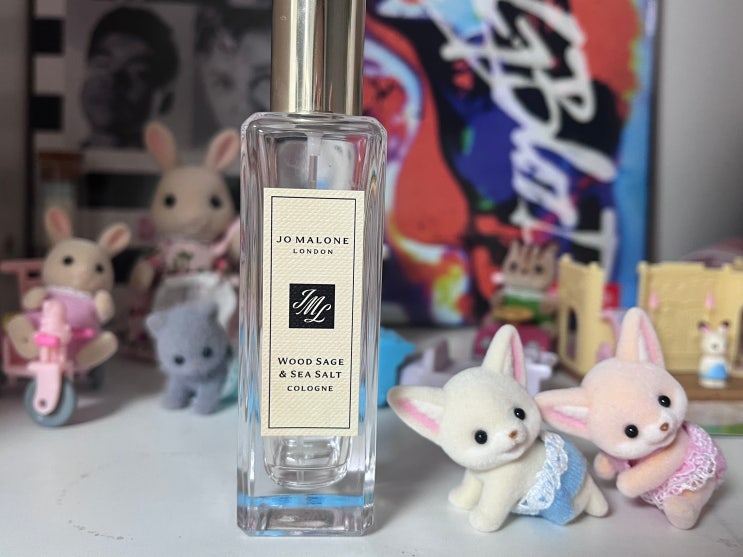 JO MALONE
LONDON
JML
WOOD SAGE
& SEA SALT
COLOGNE